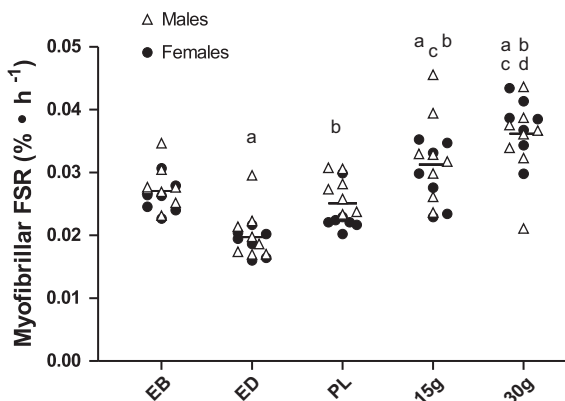 △ Males
● Females
Myofibrillar FSR (% • h⁻¹)
0.05
0.04
0.03
0.02
0.01
0.00
a
b
a c b
a b
c d
EB ED PL 15g 30g